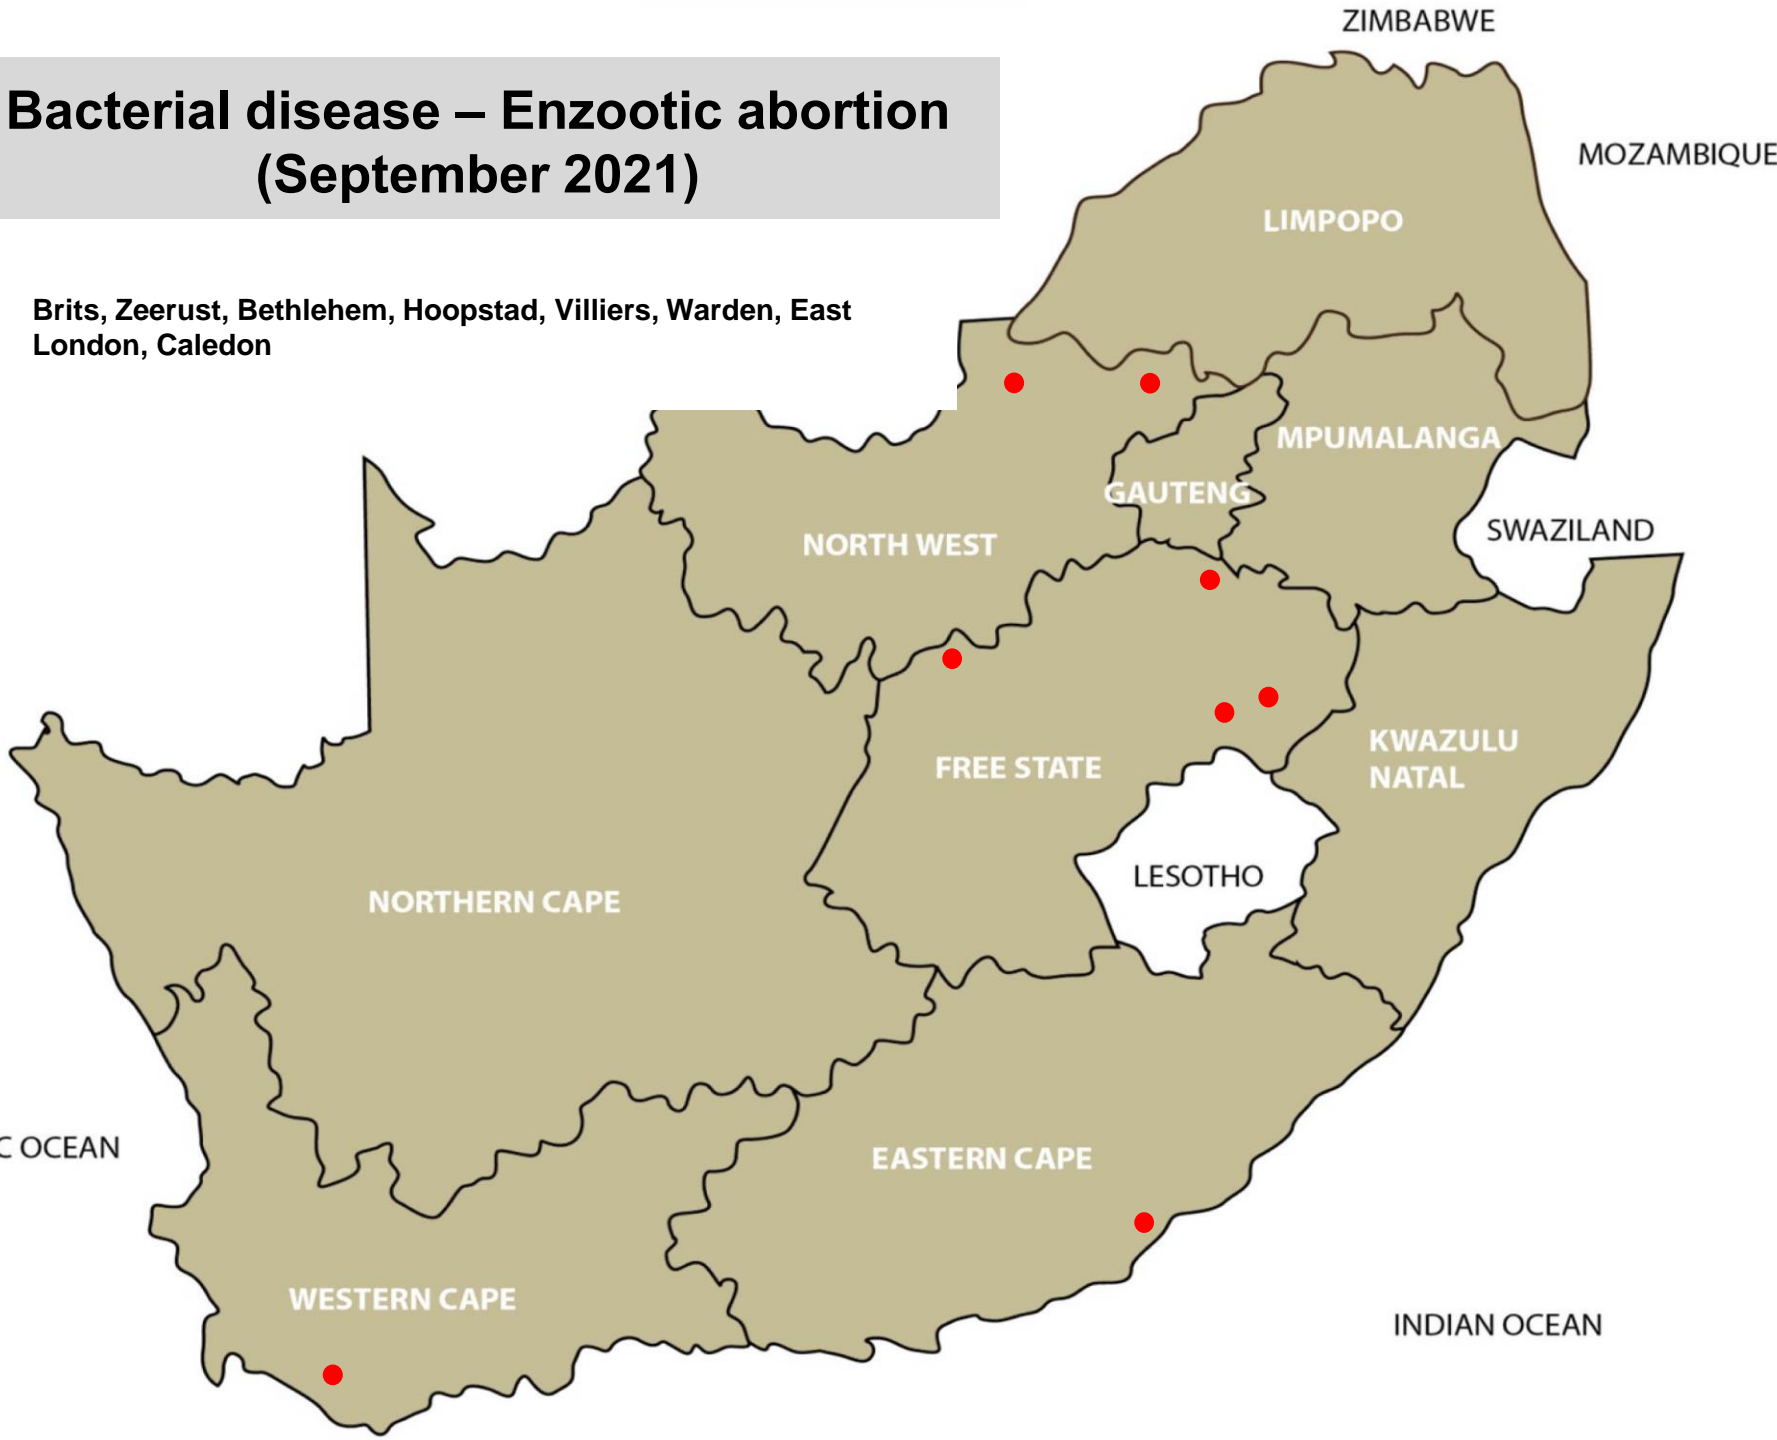 ZIMBABWE
Bacterial disease – Enzootic abortion
(September 2021)
MOZAMBIQUE
LIMPOPO
Brits, Zeerust, Bethlehem, Hoopstad, Villiers, Warden, East
London, Caledon
MPUMALANGA
GAUTENG
SWAZILAND
NORTH WEST
KWAZULU
NATAL
FREE STATE
LESOTHO
NORTHERN CAPE
C OCEAN
EASTERN CAPE
WESTERN CAPE
INDIAN OCEAN